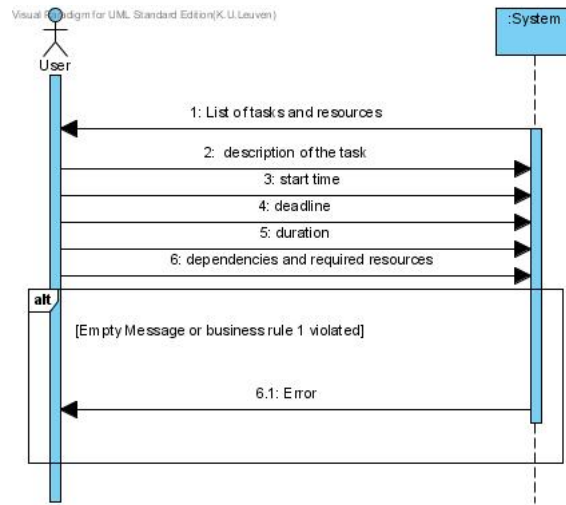 Visual Paradigm for UML Standard Edition(K.U.Leuven)
:System
User
1: List of tasks and resources
2: description of the task
3: start time
4: deadline
5: duration
6: dependencies and required resources
alt
[Empty Message or business rule 1 violated]
6.1: Error